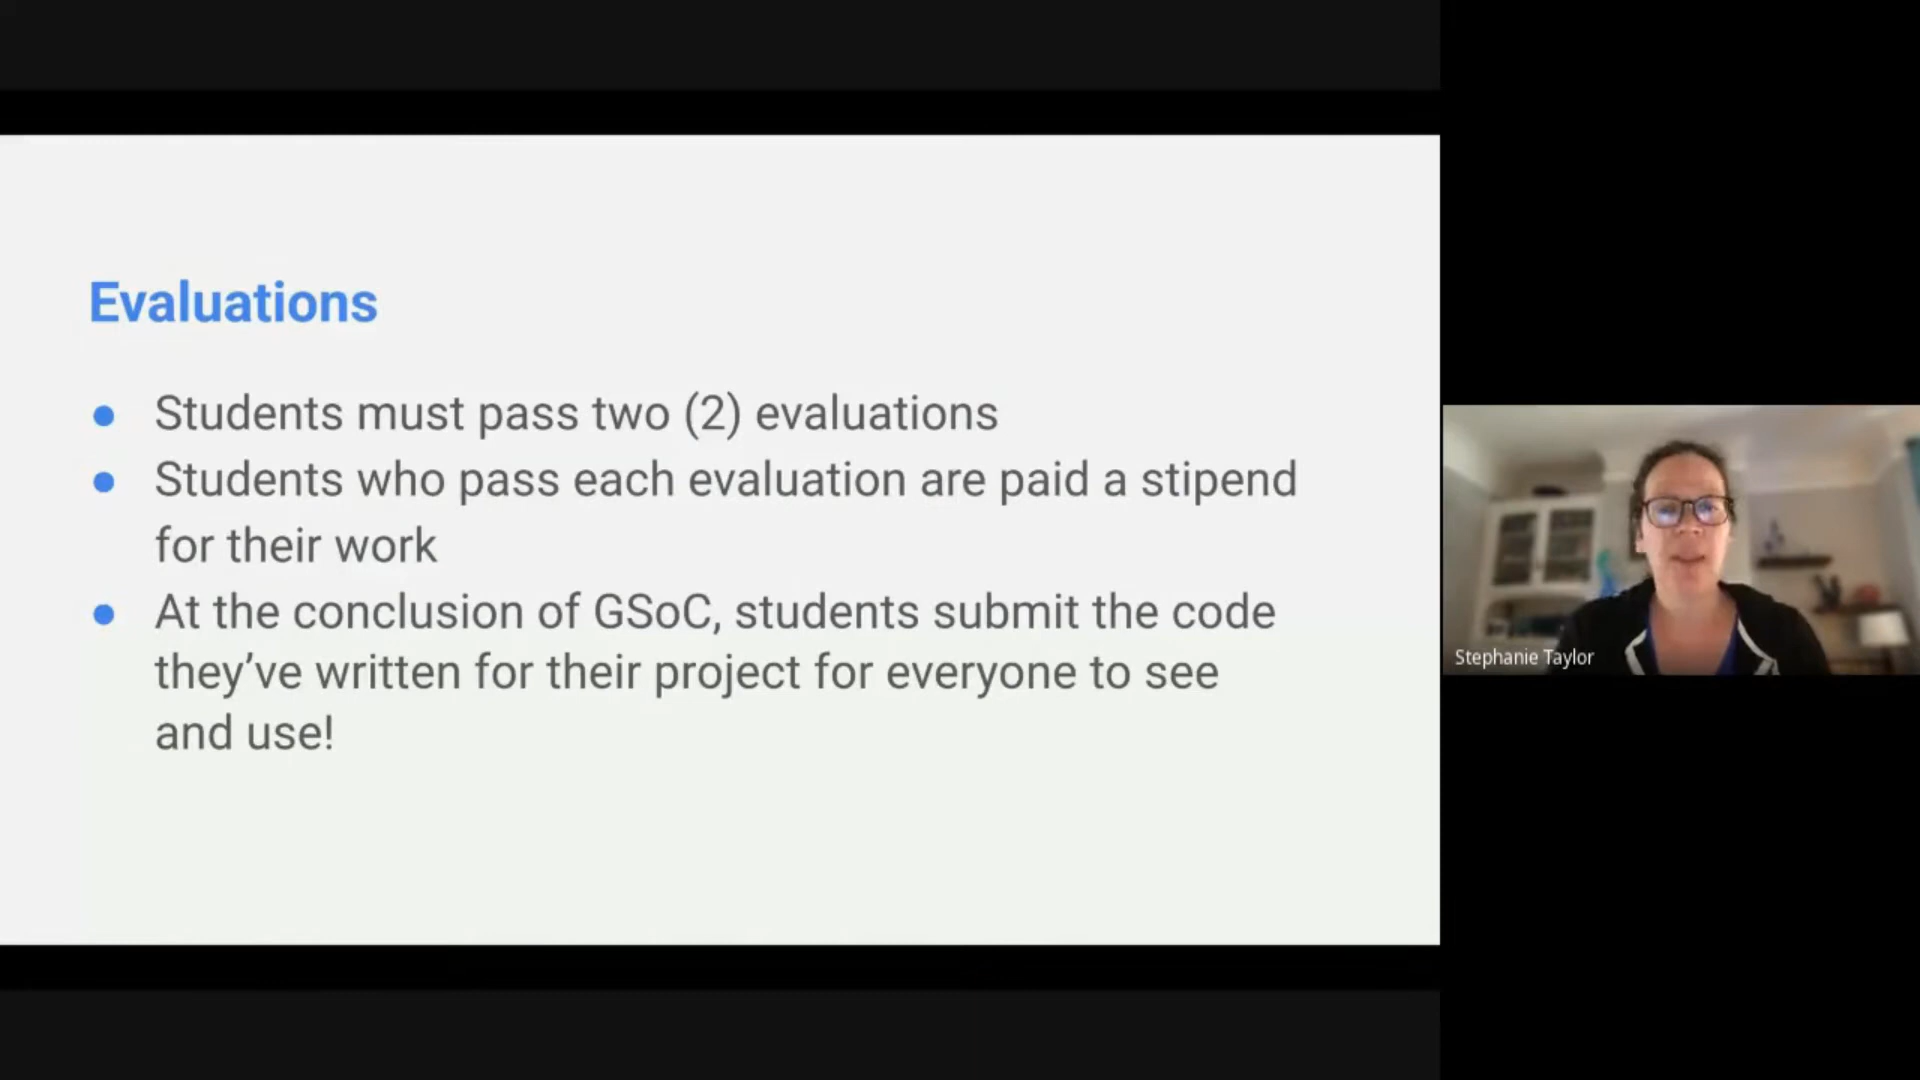 Evaluations
● Students must pass two (2) evaluations
● Students who pass each evaluation are paid a stipend
for their work
● At the conclusion of GSoC, students submit the code
they’ve written for their project for everyone to see
and use!
Stephanie Taylor